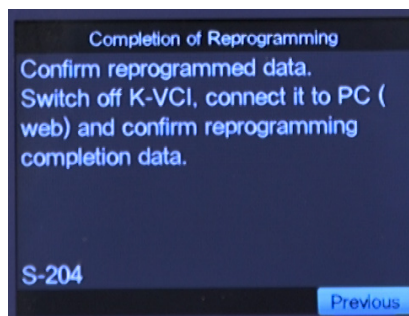 Completion of Reprogramming
Confirm reprogrammed data.
Switch off K-VCI, connect it to PC (
web) and confirm reprogramming
completion data.
S-204
Previous